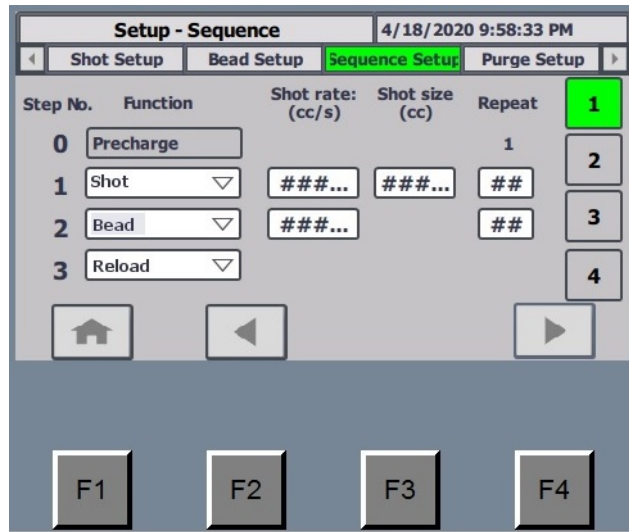 Setup - Sequence 4/18/2020 9:58:33 PM
Shot Setup Bead Setup Sequence Setup Purge Setup
Step No. Function Shot rate: (cc/s) Shot size (cc) Repeat 1
0 Precharge 1
2
1 Shot ###... ###... ##
2 Bead ###... ## 3
3 Reload 4
F1 F2 F3 F4